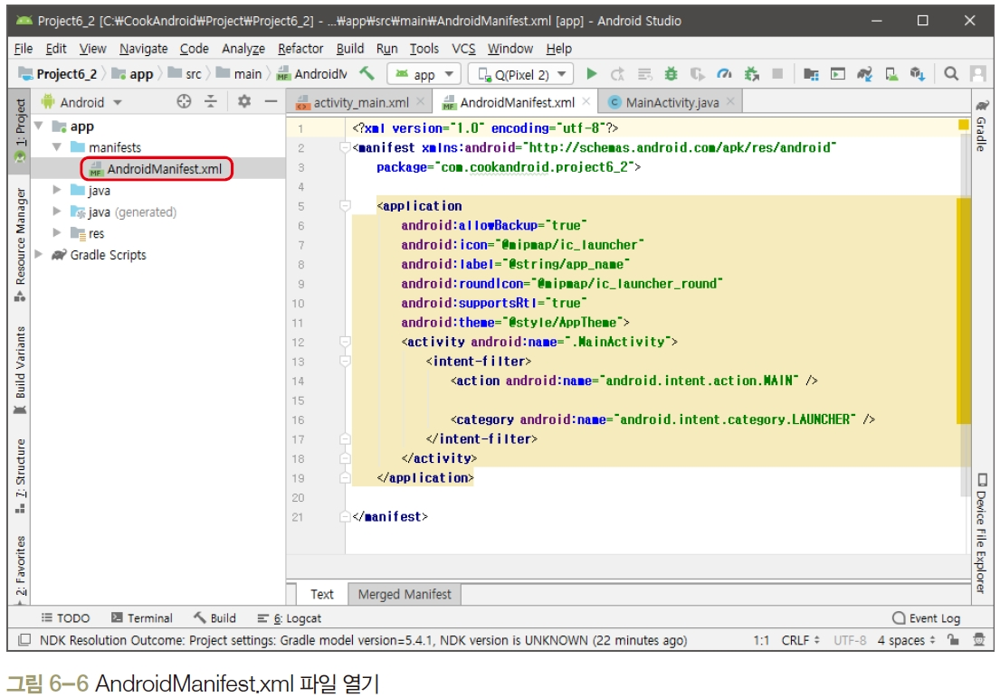 Project6_2 [C:₩CookAndroid₩Project₩Project6_2] - ...₩app₩src₩main₩AndroidManifest.xml [app] - Android Studio
File Edit View Navigate Code Analyze Refactor Build Run Tools VCS Window Help
Project6_2 app src main AndroidM app Q(Pixel 2)
1: Project
Resource Manager
Build Variants
7: Structure
2: Favorites
Android
app
manifests
MF AndroidManifest.xml
java
java (generated)
res
Gradle Scripts
activity_main.xml MF AndroidManifest.xml C MainActivity.java
1 <?xml version="1.0" encoding="utf-8"?>
2 <manifest xmlns:android="http://schemas.android.com/apk/res/android"
3 package="com.cookandroid.project6_2">
4
5 <application
6 android:allowBackup="true"
7 android:icon="@mipmap/ic_launcher"
8 android:label="@string/app_name"
9 android:roundIcon="@mipmap/ic_launcher_round"
10 android:supportsRtl="true"
11 android:theme="@style/AppTheme">
12 <activity android:name=".MainActivity">
13 <intent-filter>
14 <action android:name="android.intent.action.MAIN" />
15
16 <category android:name="android.intent.category.LAUNCHER" />
17 </intent-filter>
18 </activity>
19 </application>
20
21 </manifest>
Gradle
Device File Explorer
Text Merged Manifest
TODO Terminal Build 6: Logcat Event Log
NDK Resolution Outcome: Project settings: Gradle model version=5.4.1, NDK version is UNKNOWN (22 minutes ago) 1:1 CRLF UTF-8 4 spaces
그림 6-6 AndroidManifest.xml 파일 열기